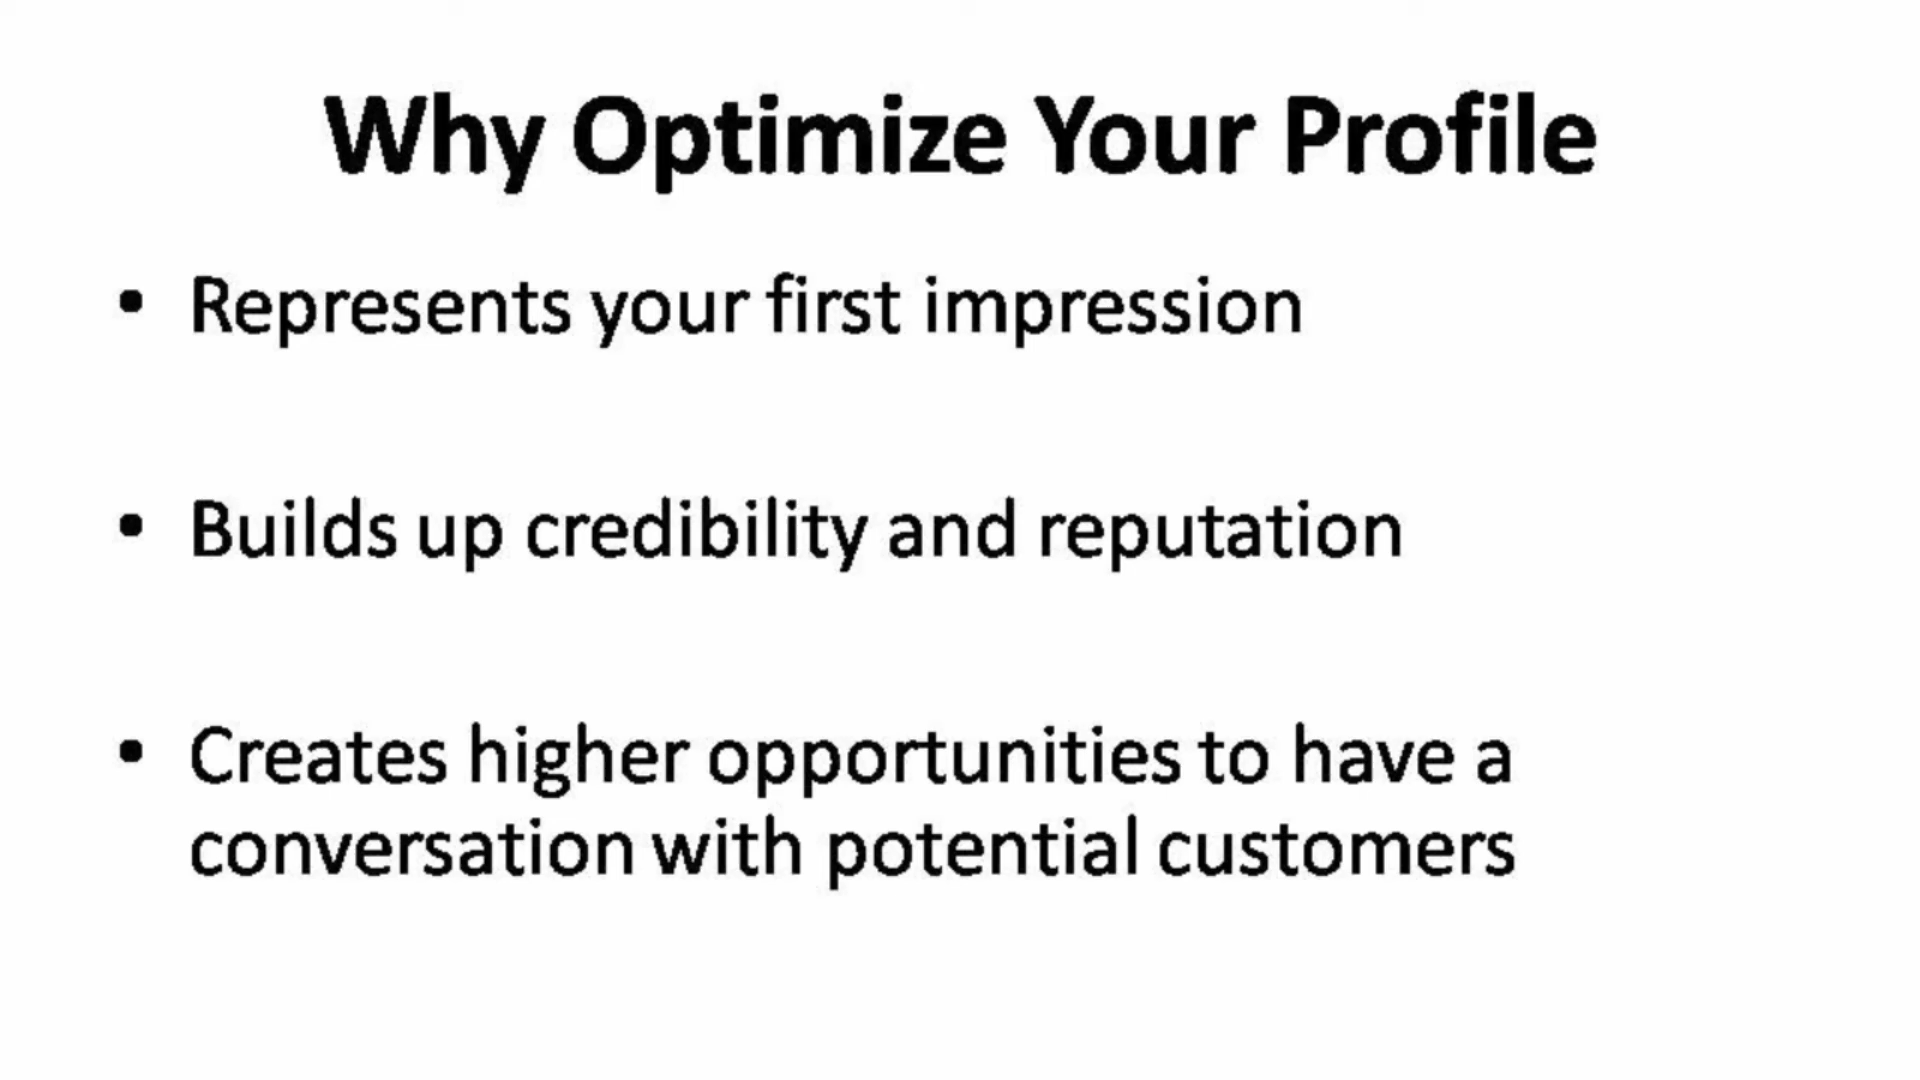 Why Optimize Your Profile
• Represents your first impression
• Builds up credibility and reputation
• Creates higher opportunities to have a
conversation with potential customers